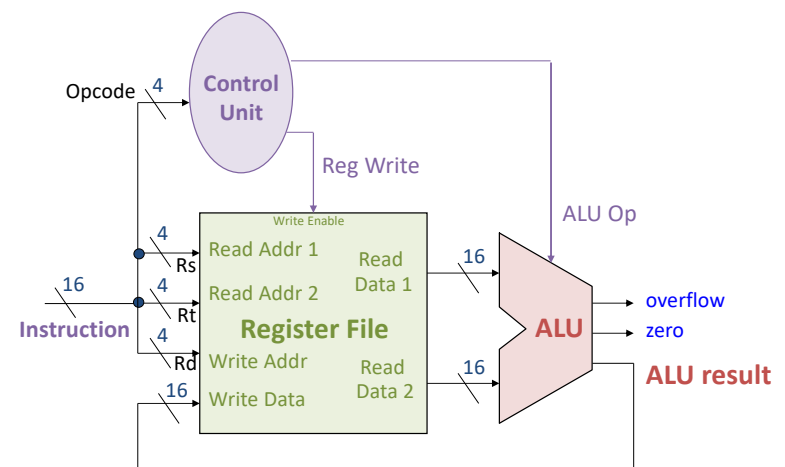 Control
Unit
Opcode
4
Reg Write
ALU Op
Write Enable
4
Rs
Read Addr 1
Read
Data 1
16
16
Instruction
4
Rt
Read Addr 2
Register File
ALU
overflow
zero
4
Rd
Write Addr
Read
Data 2
16
ALU result
16
Write Data